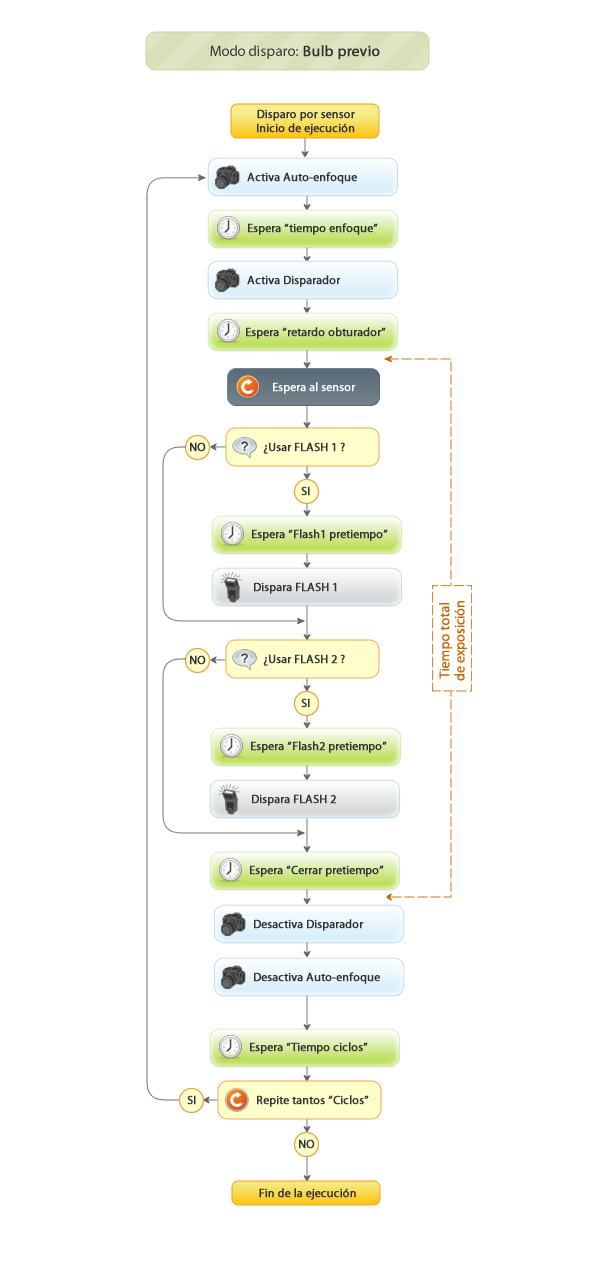 Modo disparo: Bulb previo
Disparo por sensor
Inicio de ejecución
Activa Auto-enfoque
Espera “tiempo enfoque”
Activa Disparador
Espera “retardo obturador”
Espera al sensor
NO
¿Usar FLASH 1 ?
SI
Espera “Flash1 pretiempo”
Dispara FLASH 1
Tiempo total
de exposición
NO
¿Usar FLASH 2 ?
SI
Espera “Flash2 pretiempo”
Dispara FLASH 2
Espera “Cerrar pretiempo”
Desactiva Disparador
Desactiva Auto-enfoque
Espera “Tiempo ciclos”
SI
Repite tantos “Ciclos”
NO
Fin de la ejecución